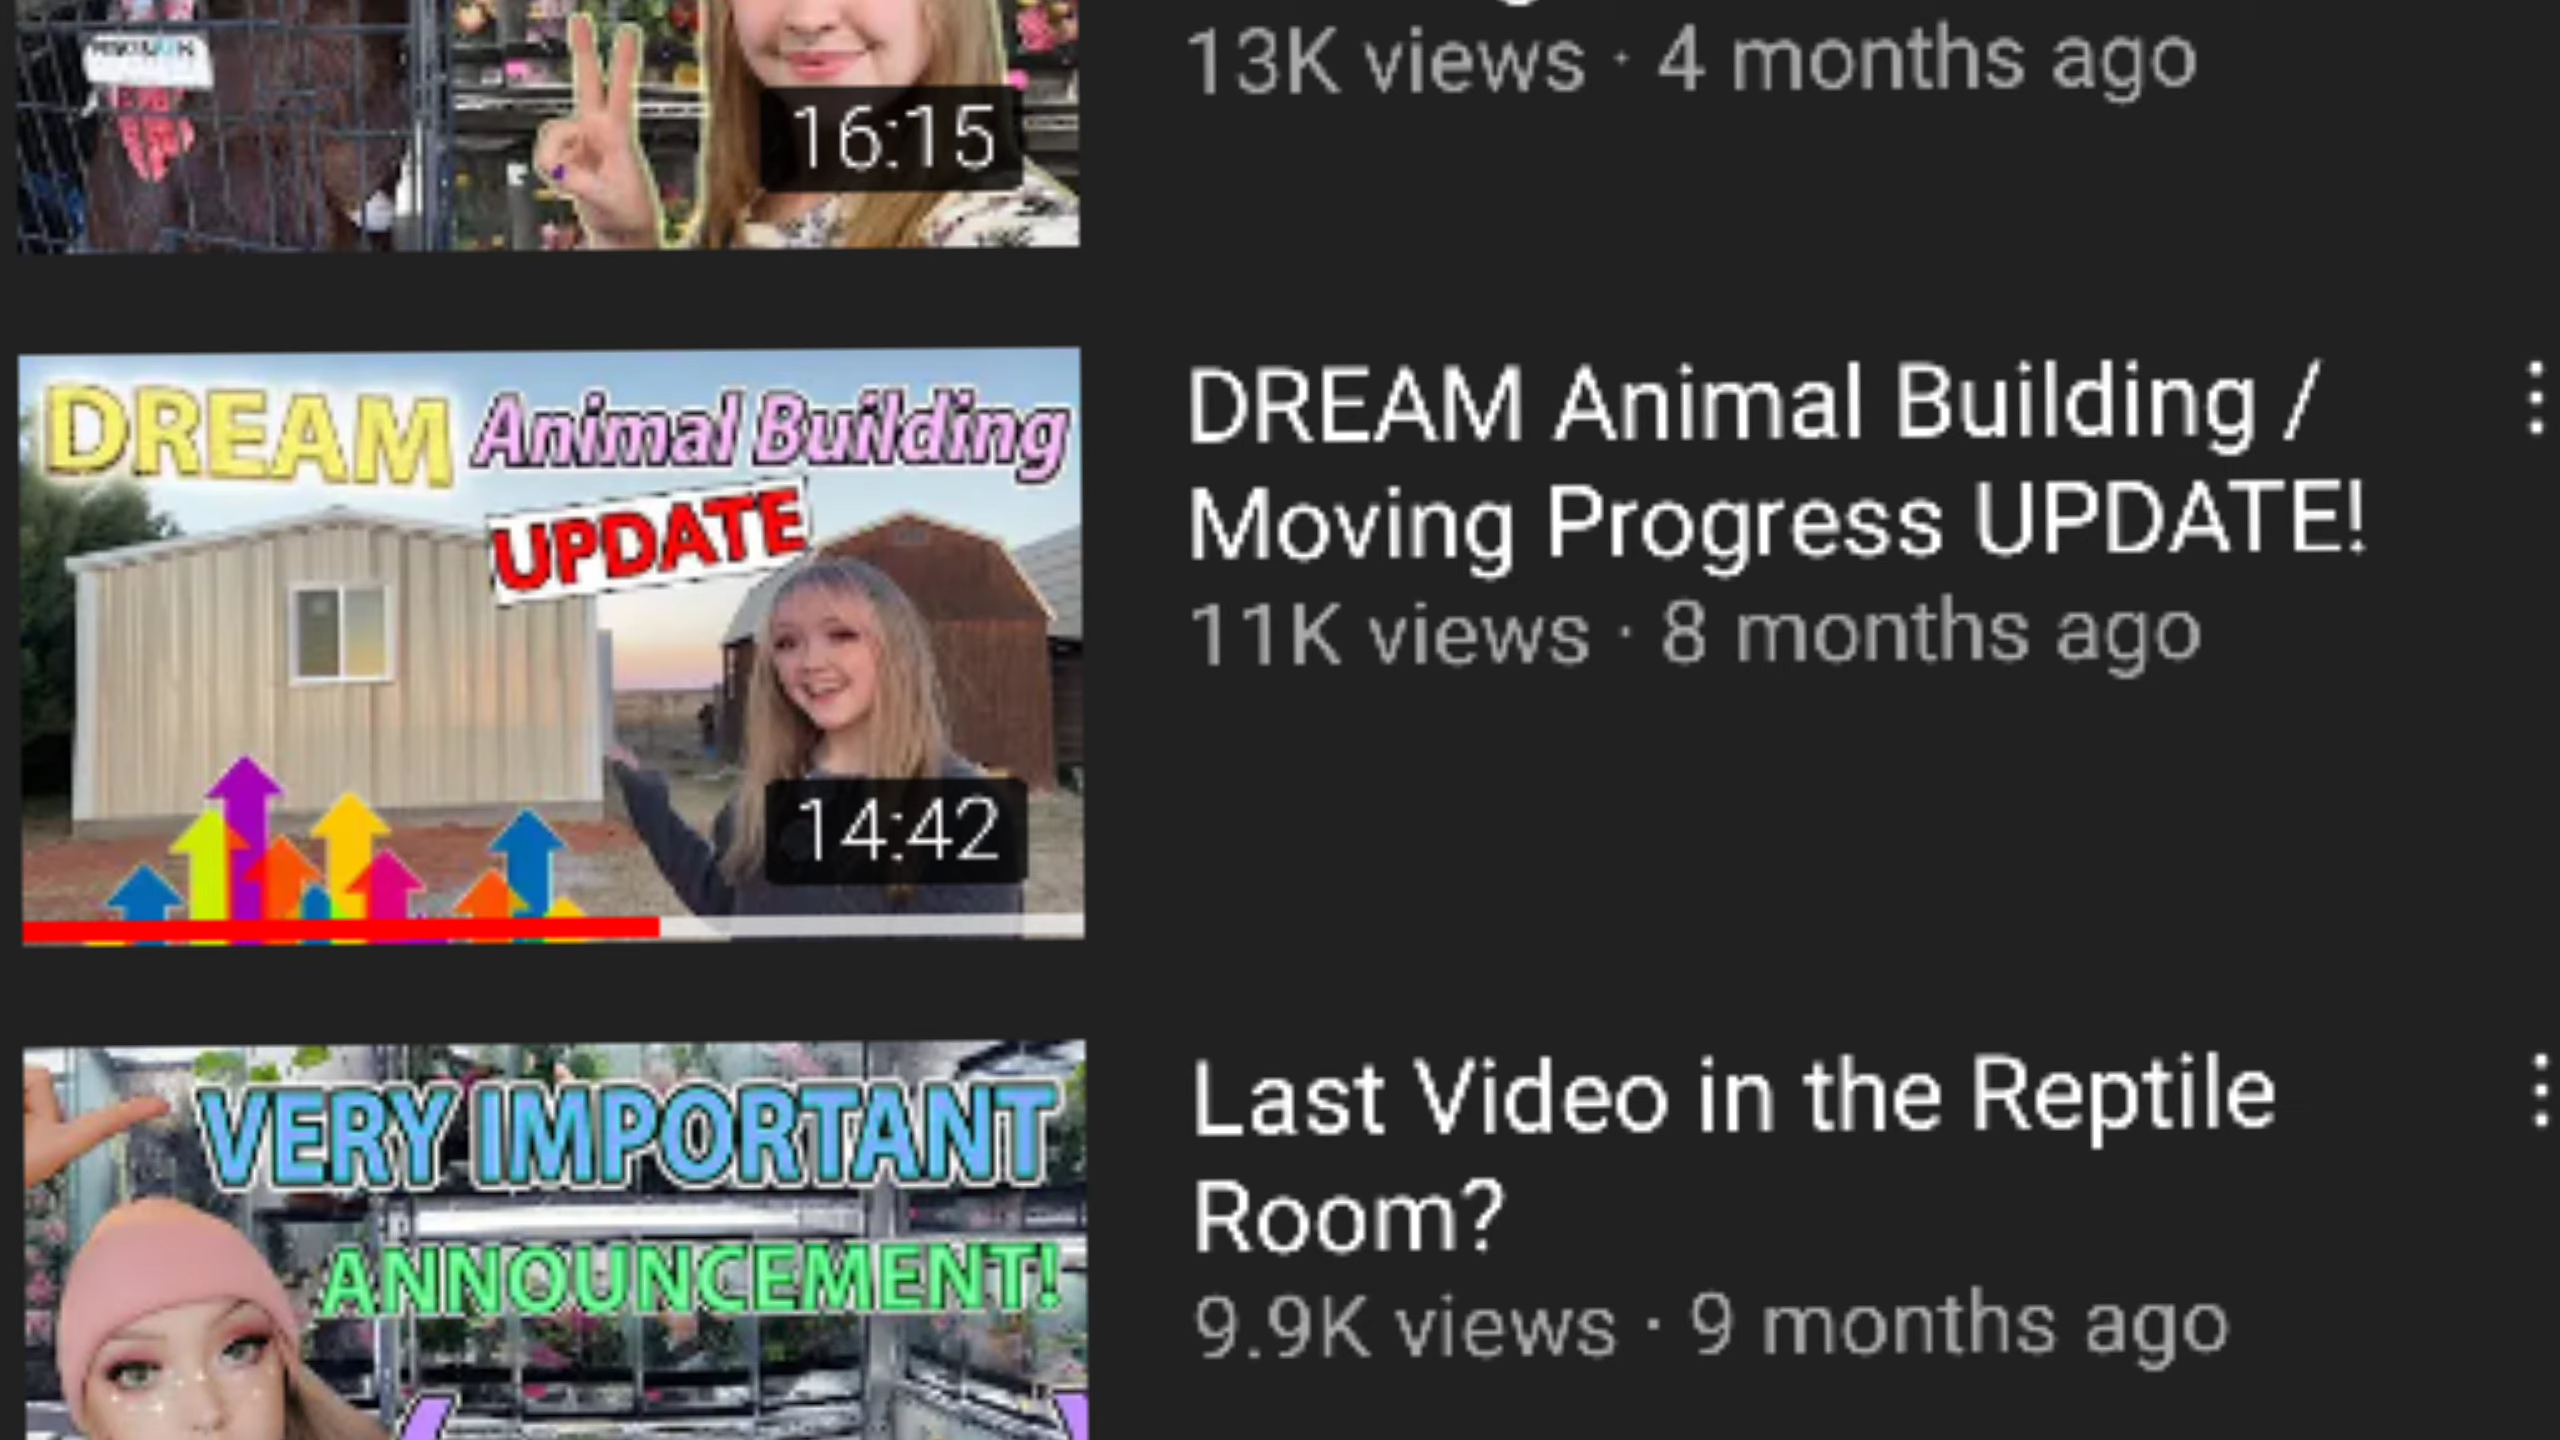 13K views · 4 months ago
16:15
DREAM Animal Building
UPDATE
14:42
DREAM Animal Building /
Moving Progress UPDATE!
11K views · 8 months ago
VERY IMPORTANT
ANNOUNCEMENT!
Last Video in the Reptile
Room?
9.9K views · 9 months ago